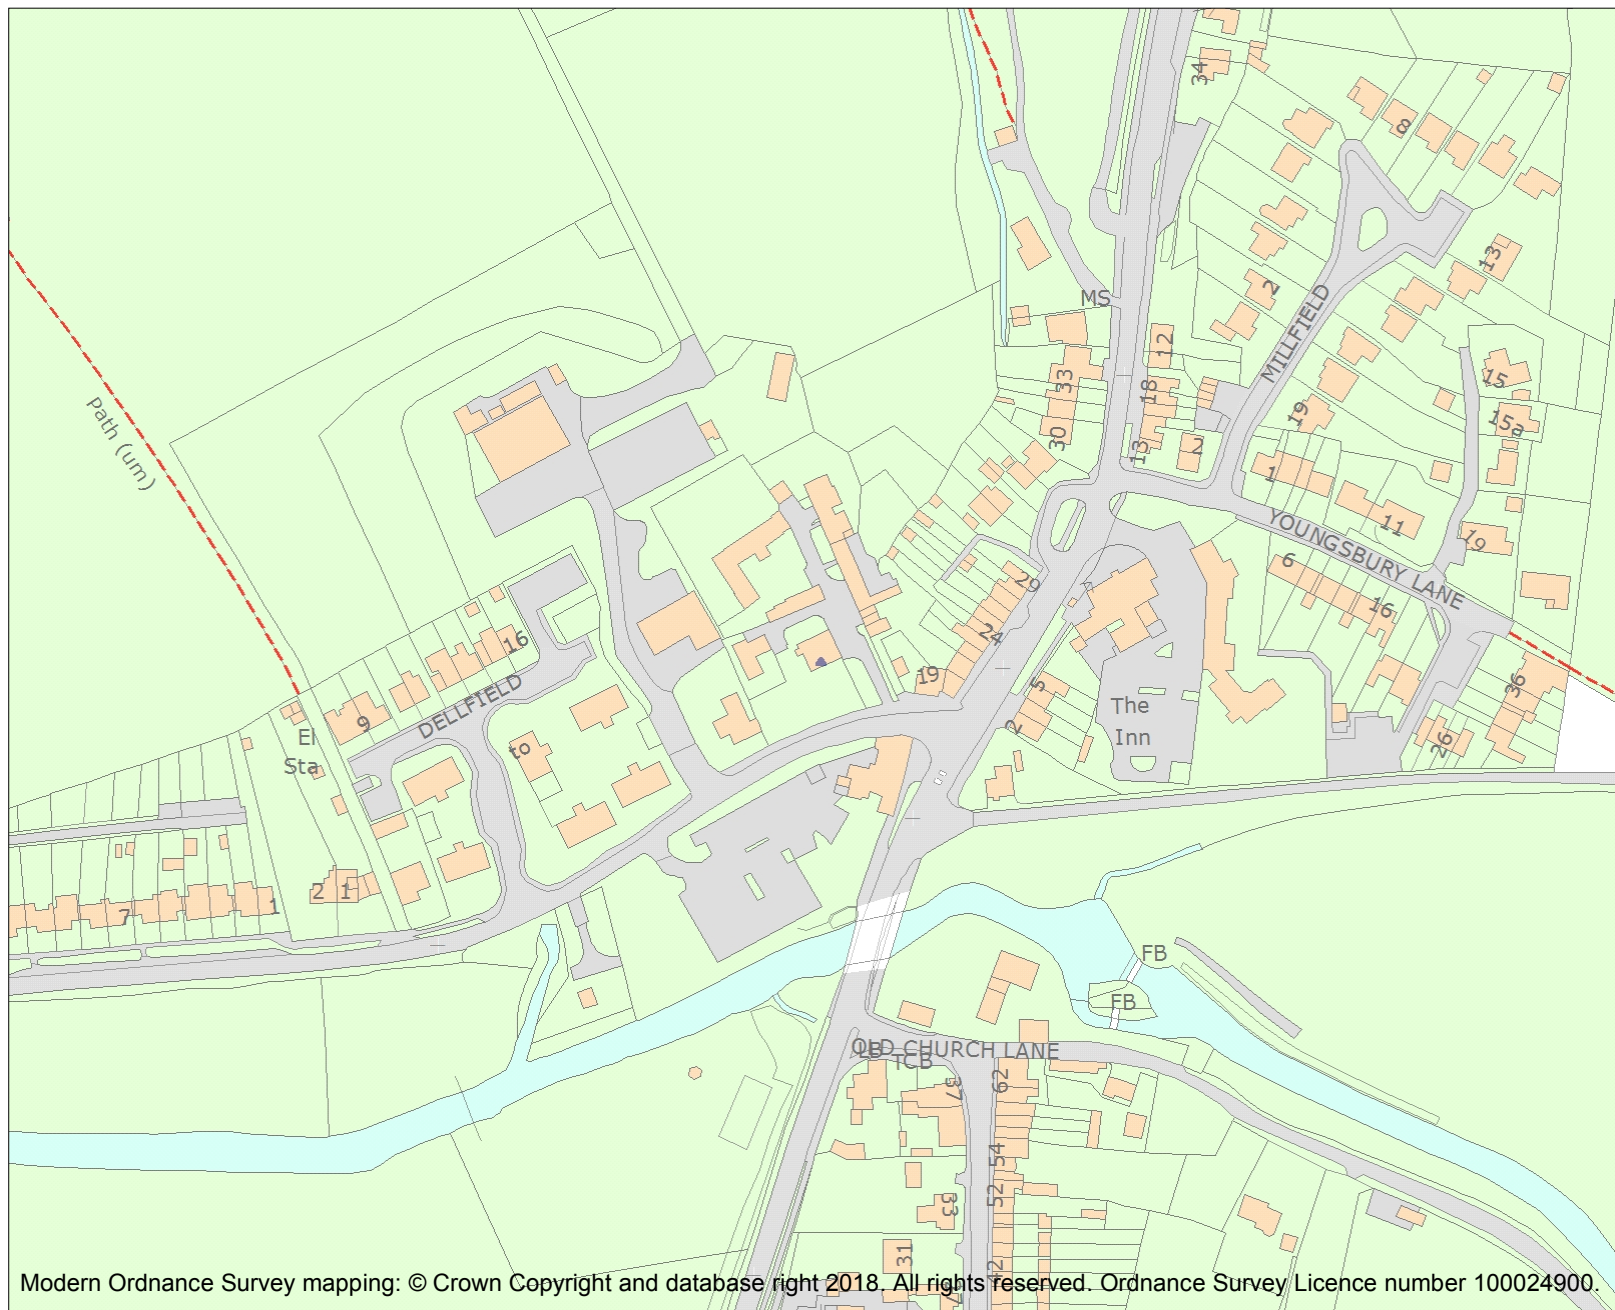 34
8
MS
2
13
MILLFIELD
12
33
18
15
19
15a
30
13
2
1
Path (um)
11
YOUNGSBURY LANE
19
6
29
16
24
16
19
5
36
DELLFIELD
2
The
Inn
9
to
El
Sta
26
2 1
7
1
FB
FB
OLD CHURCH LANE
LB
TCB
37
62
54
52
33
31
42
Modern Ordnance Survey mapping: © Crown Copyright and database right 2018. All rights reserved. Ordnance Survey Licence number 100024900.